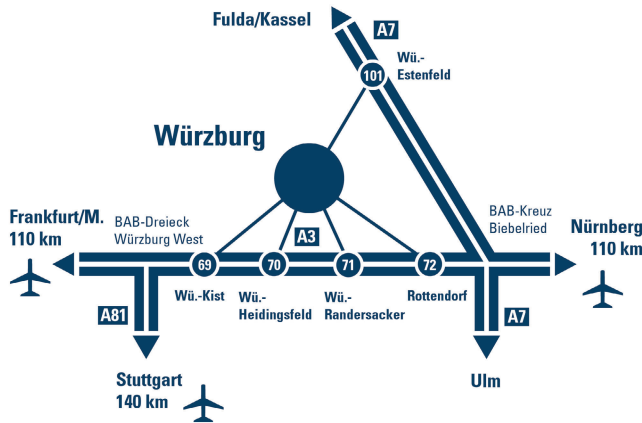 Fulda/Kassel
A7
101
Wü.-
Estenfeld
Würzburg
Frankfurt/M.
110 km
BAB-Dreieck
Würzburg West
A3
BAB-Kreuz
Biebelried
Nürnberg
110 km
69
70
71
72
Wü.-Kist
Wü.-
Heidingsfeld
Wü.-
Randersacker
Rottendorf
A81
A7
Stuttgart
140 km
Ulm